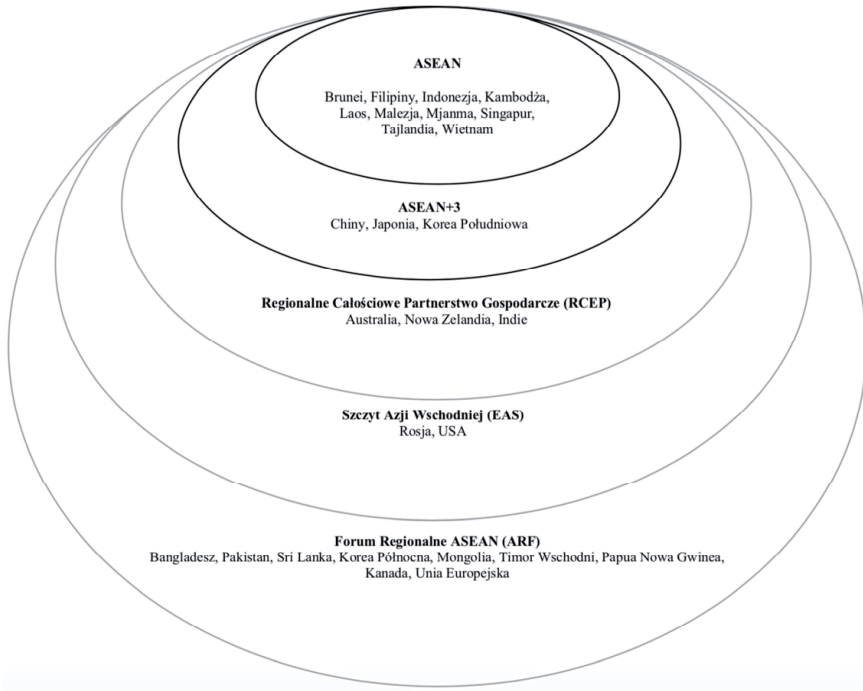 ASEAN
Brunei, Filipiny, Indonezja, Kambodża,
Laos, Malezja, Mjanma, Singapur,
Tajlandia, Wietnam
ASEAN+3
Chiny, Japonia, Korea Południowa
Regionalne Całościowe Partnerstwo Gospodarcze (RCEP)
Australia, Nowa Zelandia, Indie
Szczyt Azji Wschodniej (EAS)
Rosja, USA
Forum Regionalne ASEAN (ARF)
Bangladesz, Pakistan, Sri Lanka, Korea Północna, Mongolia, Timor Wschodni, Papua Nowa Gwinea,
Kanada, Unia Europejska